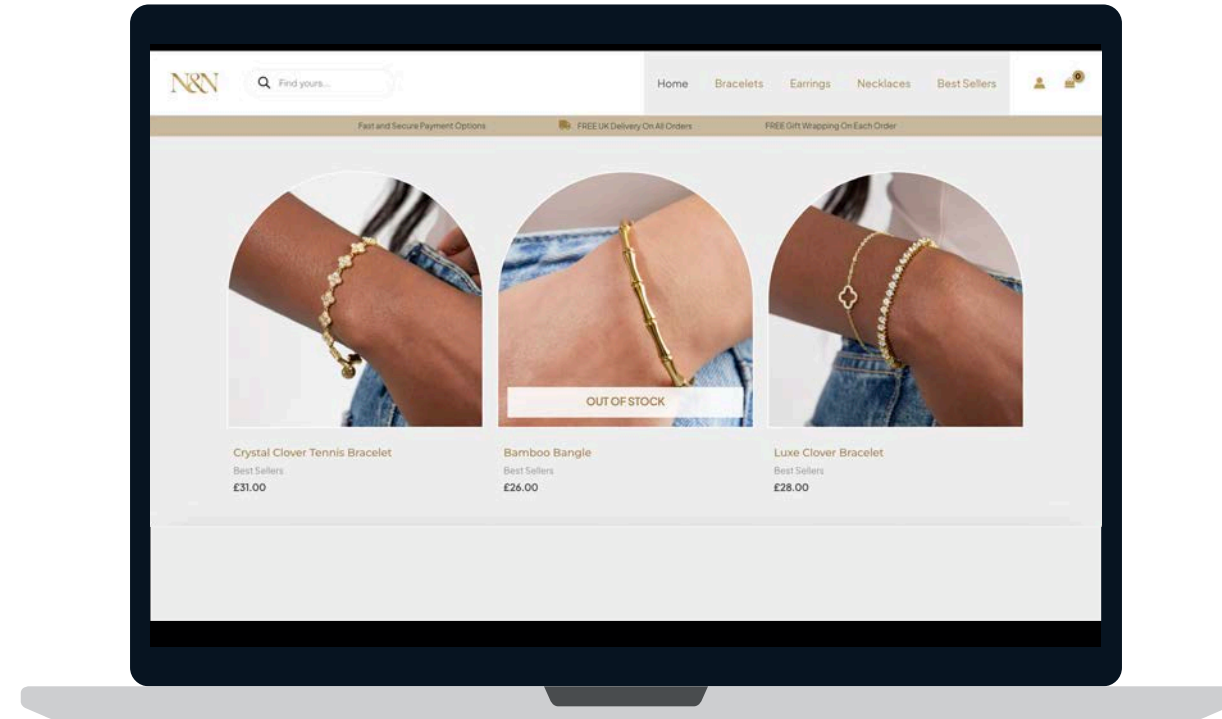 N&N
Find yours...
Home Bracelets Earrings Necklaces Best Sellers
0
Fast and Secure Payment Options FREE UK Delivery On All Orders FREE Gift Wrapping On Each Order
OUT OF STOCK
Crystal Clover Tennis Bracelet
Best Sellers
£31.00
Bamboo Bangle
Best Sellers
£26.00
Luxe Clover Bracelet
Best Sellers
£28.00